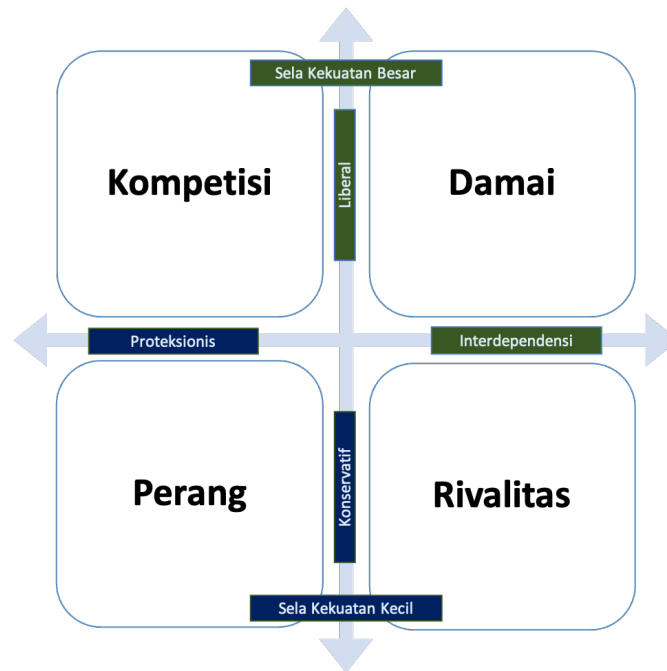 Sela Kekuatan Besar
Kompetisi
Liberal
Damai
Proteksionis
Interdependensi
Perang
Konservatif
Rivalitas
Sela Kekuatan Kecil